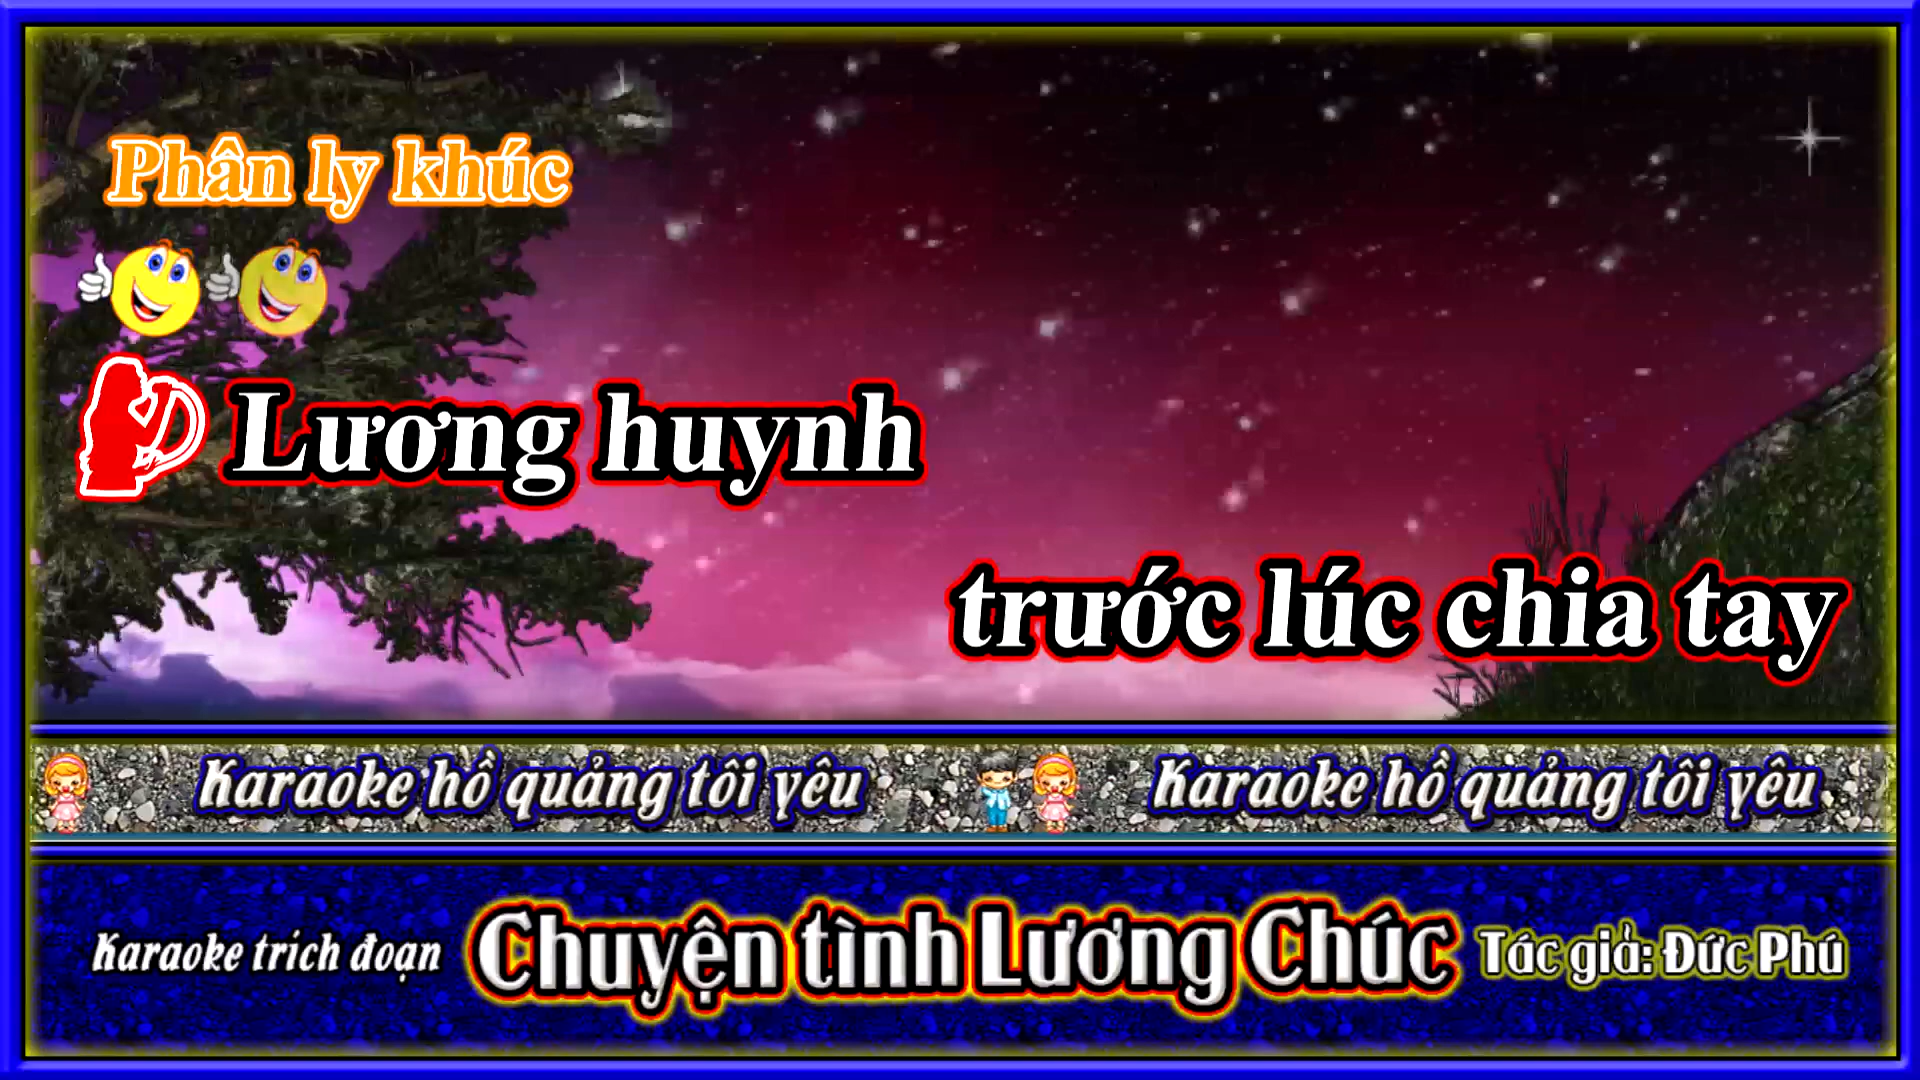 Phân ly khúc
Lương huynh
trước lúc chia tay
Karaoke hồ quảng tôi yêu Karaoke hồ quảng tôi yêu
Karaoke trích đoạn Chuyện tình Lương Chúc Tác giả: Đức Phú